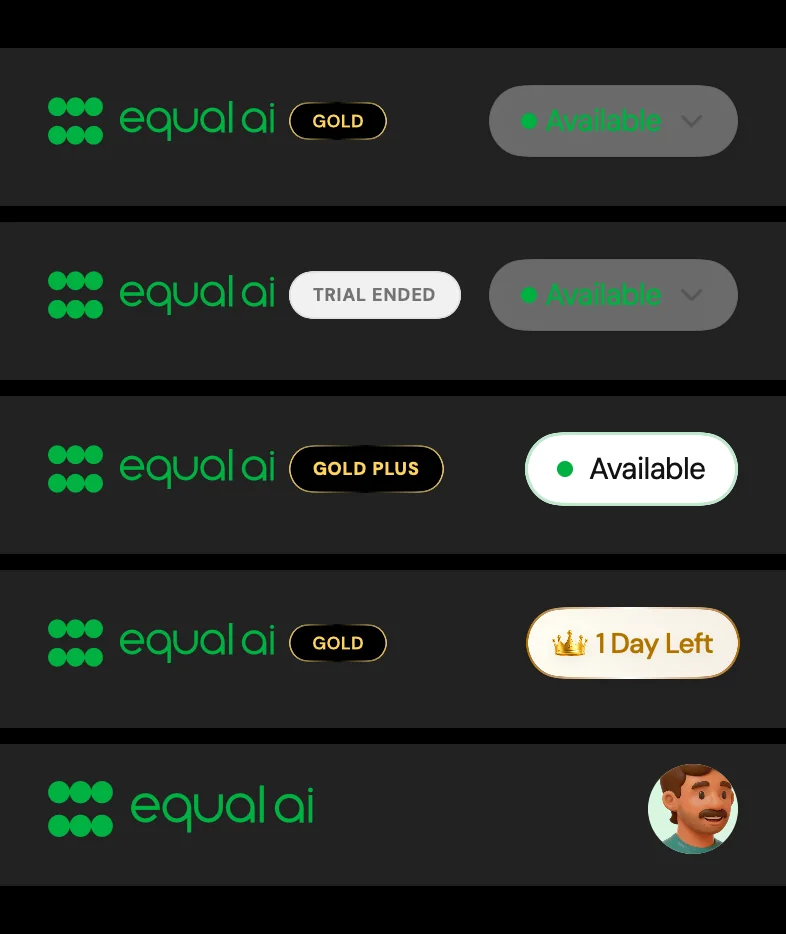 equal ai GOLD Available
equal ai TRIAL ENDED Available
equal ai GOLD PLUS Available
equal ai GOLD 1 Day Left
equal ai